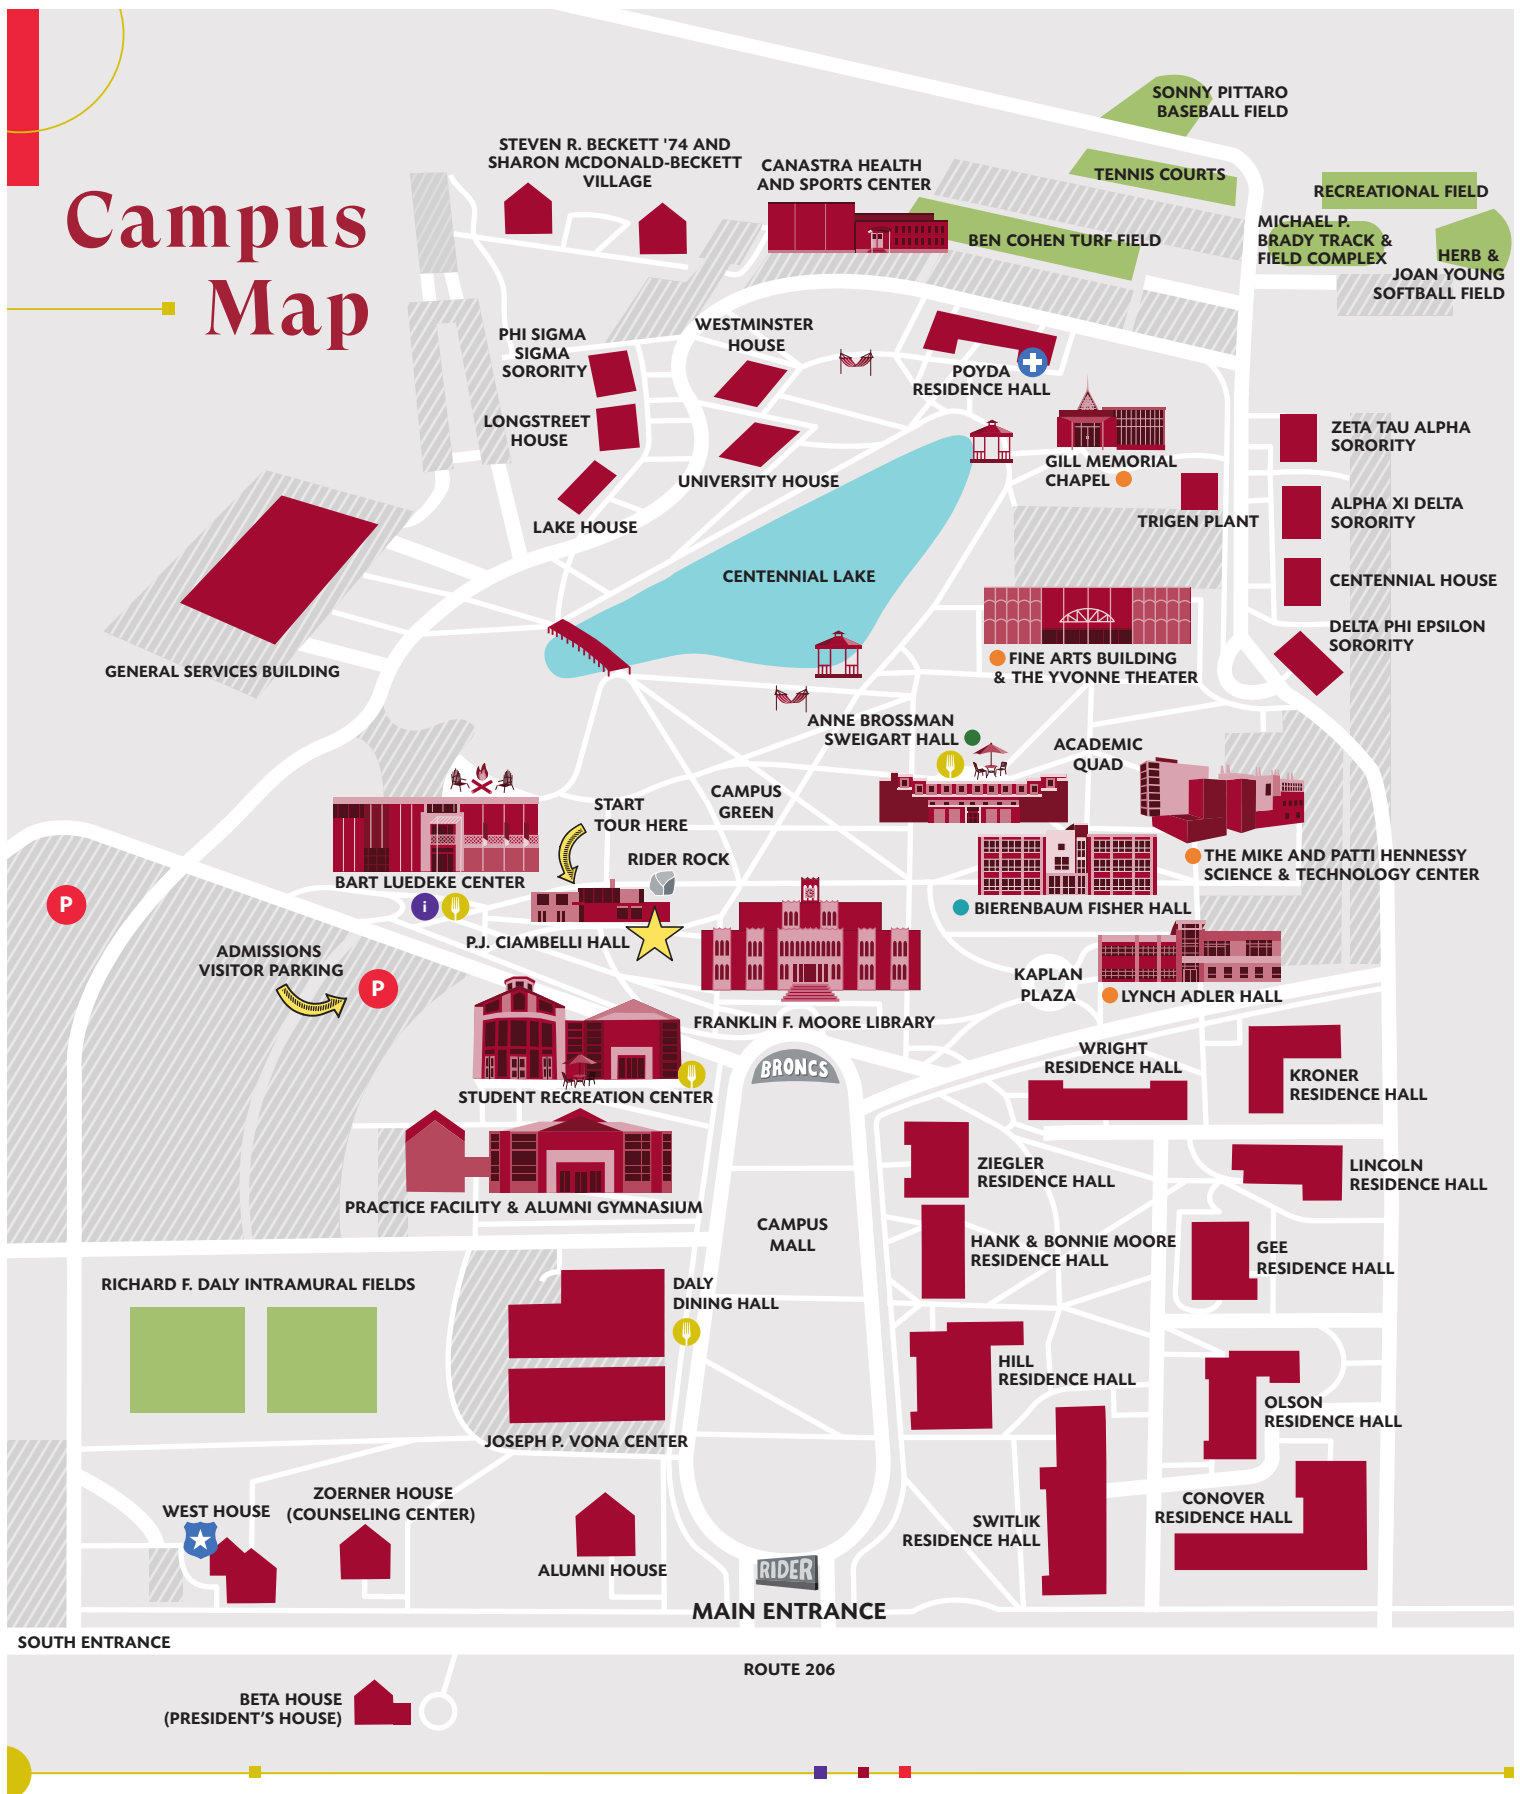 Campus
Map
SONNY PITTARO
BASEBALL FIELD
STEVEN R. BECKETT '74 AND
SHARON MCDONALD-BECKETT
VILLAGE
CANASTRA HEALTH
AND SPORTS CENTER
TENNIS COURTS
RECREATIONAL FIELD
BEN COHEN TURF FIELD
MICHAEL P.
BRADY TRACK &
FIELD COMPLEX
HERB &
JOAN YOUNG
SOFTBALL FIELD
PHI SIGMA
SIGMA
SORORITY
WESTMINSTER
HOUSE
POYDA
RESIDENCE HALL
LONGSTREET
HOUSE
UNIVERSITY HOUSE
LAKE HOUSE
GILL MEMORIAL
CHAPEL
TRIGEN PLANT
ZETA TAU ALPHA
SORORITY
ALPHA XI DELTA
SORORITY
CENTENNIAL HOUSE
DELTA PHI EPSILON
SORORITY
CENTENNIAL LAKE
GENERAL SERVICES BUILDING
FINE ARTS BUILDING
& THE YVONNE THEATER
ANNE BROSSMAN
SWEIGART HALL
ACADEMIC
QUAD
CAMPUS
GREEN
START
TOUR HERE
RIDER ROCK
BART LUEDEKE CENTER
i
P
P.J. CIAMBELLI HALL
ADMISSIONS
VISITOR PARKING
P
THE MIKE AND PATTI HENNESSY
SCIENCE & TECHNOLOGY CENTER
BIERENBAUM FISHER HALL
KAPLAN
PLAZA
LYNCH ADLER HALL
FRANKLIN F. MOORE LIBRARY
BRONCS
STUDENT RECREATION CENTER
WRIGHT
RESIDENCE HALL
KRONER
RESIDENCE HALL
ZIEGLER
RESIDENCE HALL
LINCOLN
RESIDENCE HALL
PRACTICE FACILITY & ALUMNI GYMNASIUM
CAMPUS
MALL
HANK & BONNIE MOORE
RESIDENCE HALL
GEE
RESIDENCE HALL
RICHARD F. DALY INTRAMURAL FIELDS
DALY
DINING HALL
HILL
RESIDENCE HALL
OLSON
RESIDENCE HALL
JOSEPH P. VONA CENTER
WEST HOUSE
ZOERNER HOUSE
(COUNSELING CENTER)
ALUMNI HOUSE
SWITLIK
RESIDENCE HALL
CONOVER
RESIDENCE HALL
RIDER
MAIN ENTRANCE
SOUTH ENTRANCE
ROUTE 206
BETA HOUSE
(PRESIDENT'S HOUSE)